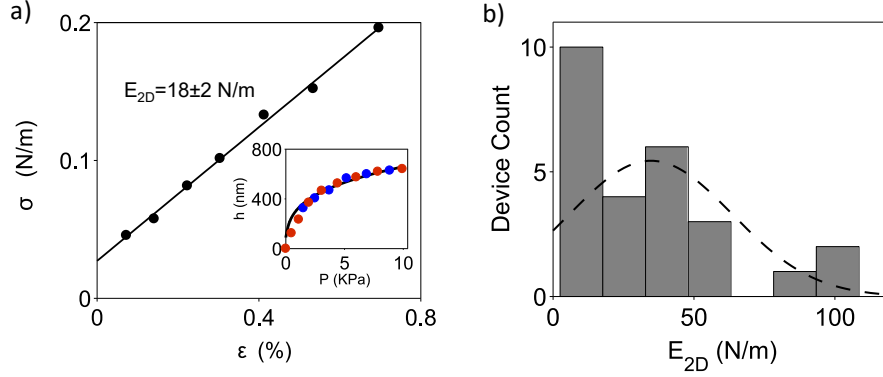 a)
0.2
0.1
0
σ (N/m)
E2D=18±2 N/m
800
400
0
h (nm)
0
5
10
P (KPa)
0
0.4
0.8
ε (%)
b)
10
5
0
Device Count
0
50
100
E2D (N/m)